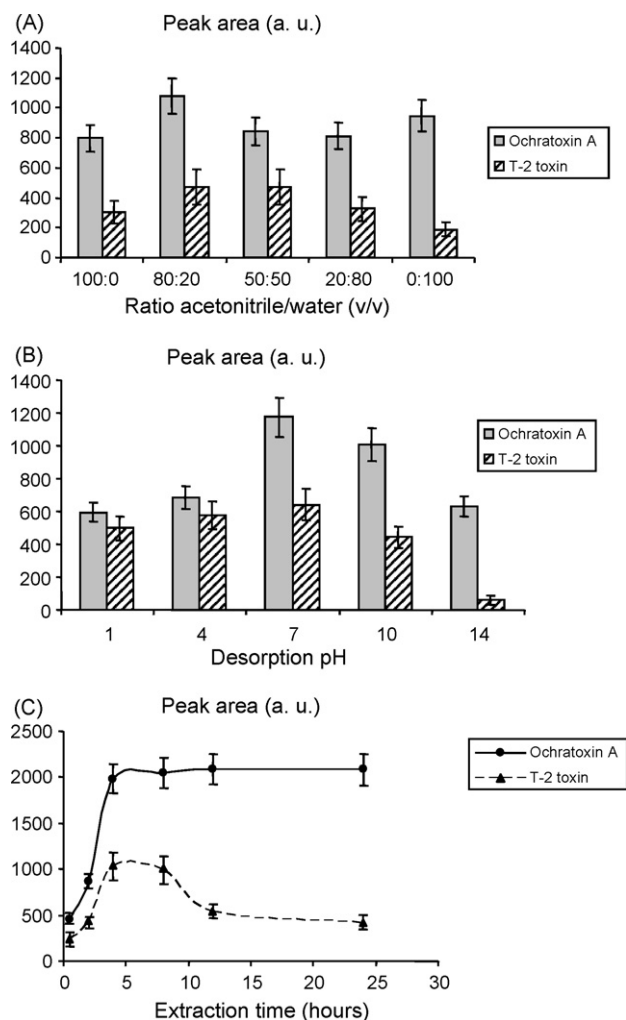 (A)
Peak area (a. u.)
1400
1200
1000
800
600
400
200
0
100:0 80:20 50:50 20:80 0:100
Ratio acetonitrile/water (v/v)
Ochratoxin A
T-2 toxin
(B)
Peak area (a. u.)
1400
1200
1000
800
600
400
200
0
1 4 7 10 14
Desorption pH
Ochratoxin A
T-2 toxin
(C)
Peak area (a. u.)
2500
2000
1500
1000
500
0
0 5 10 15 20 25 30
Extraction time (hours)
Ochratoxin A
T-2 toxin